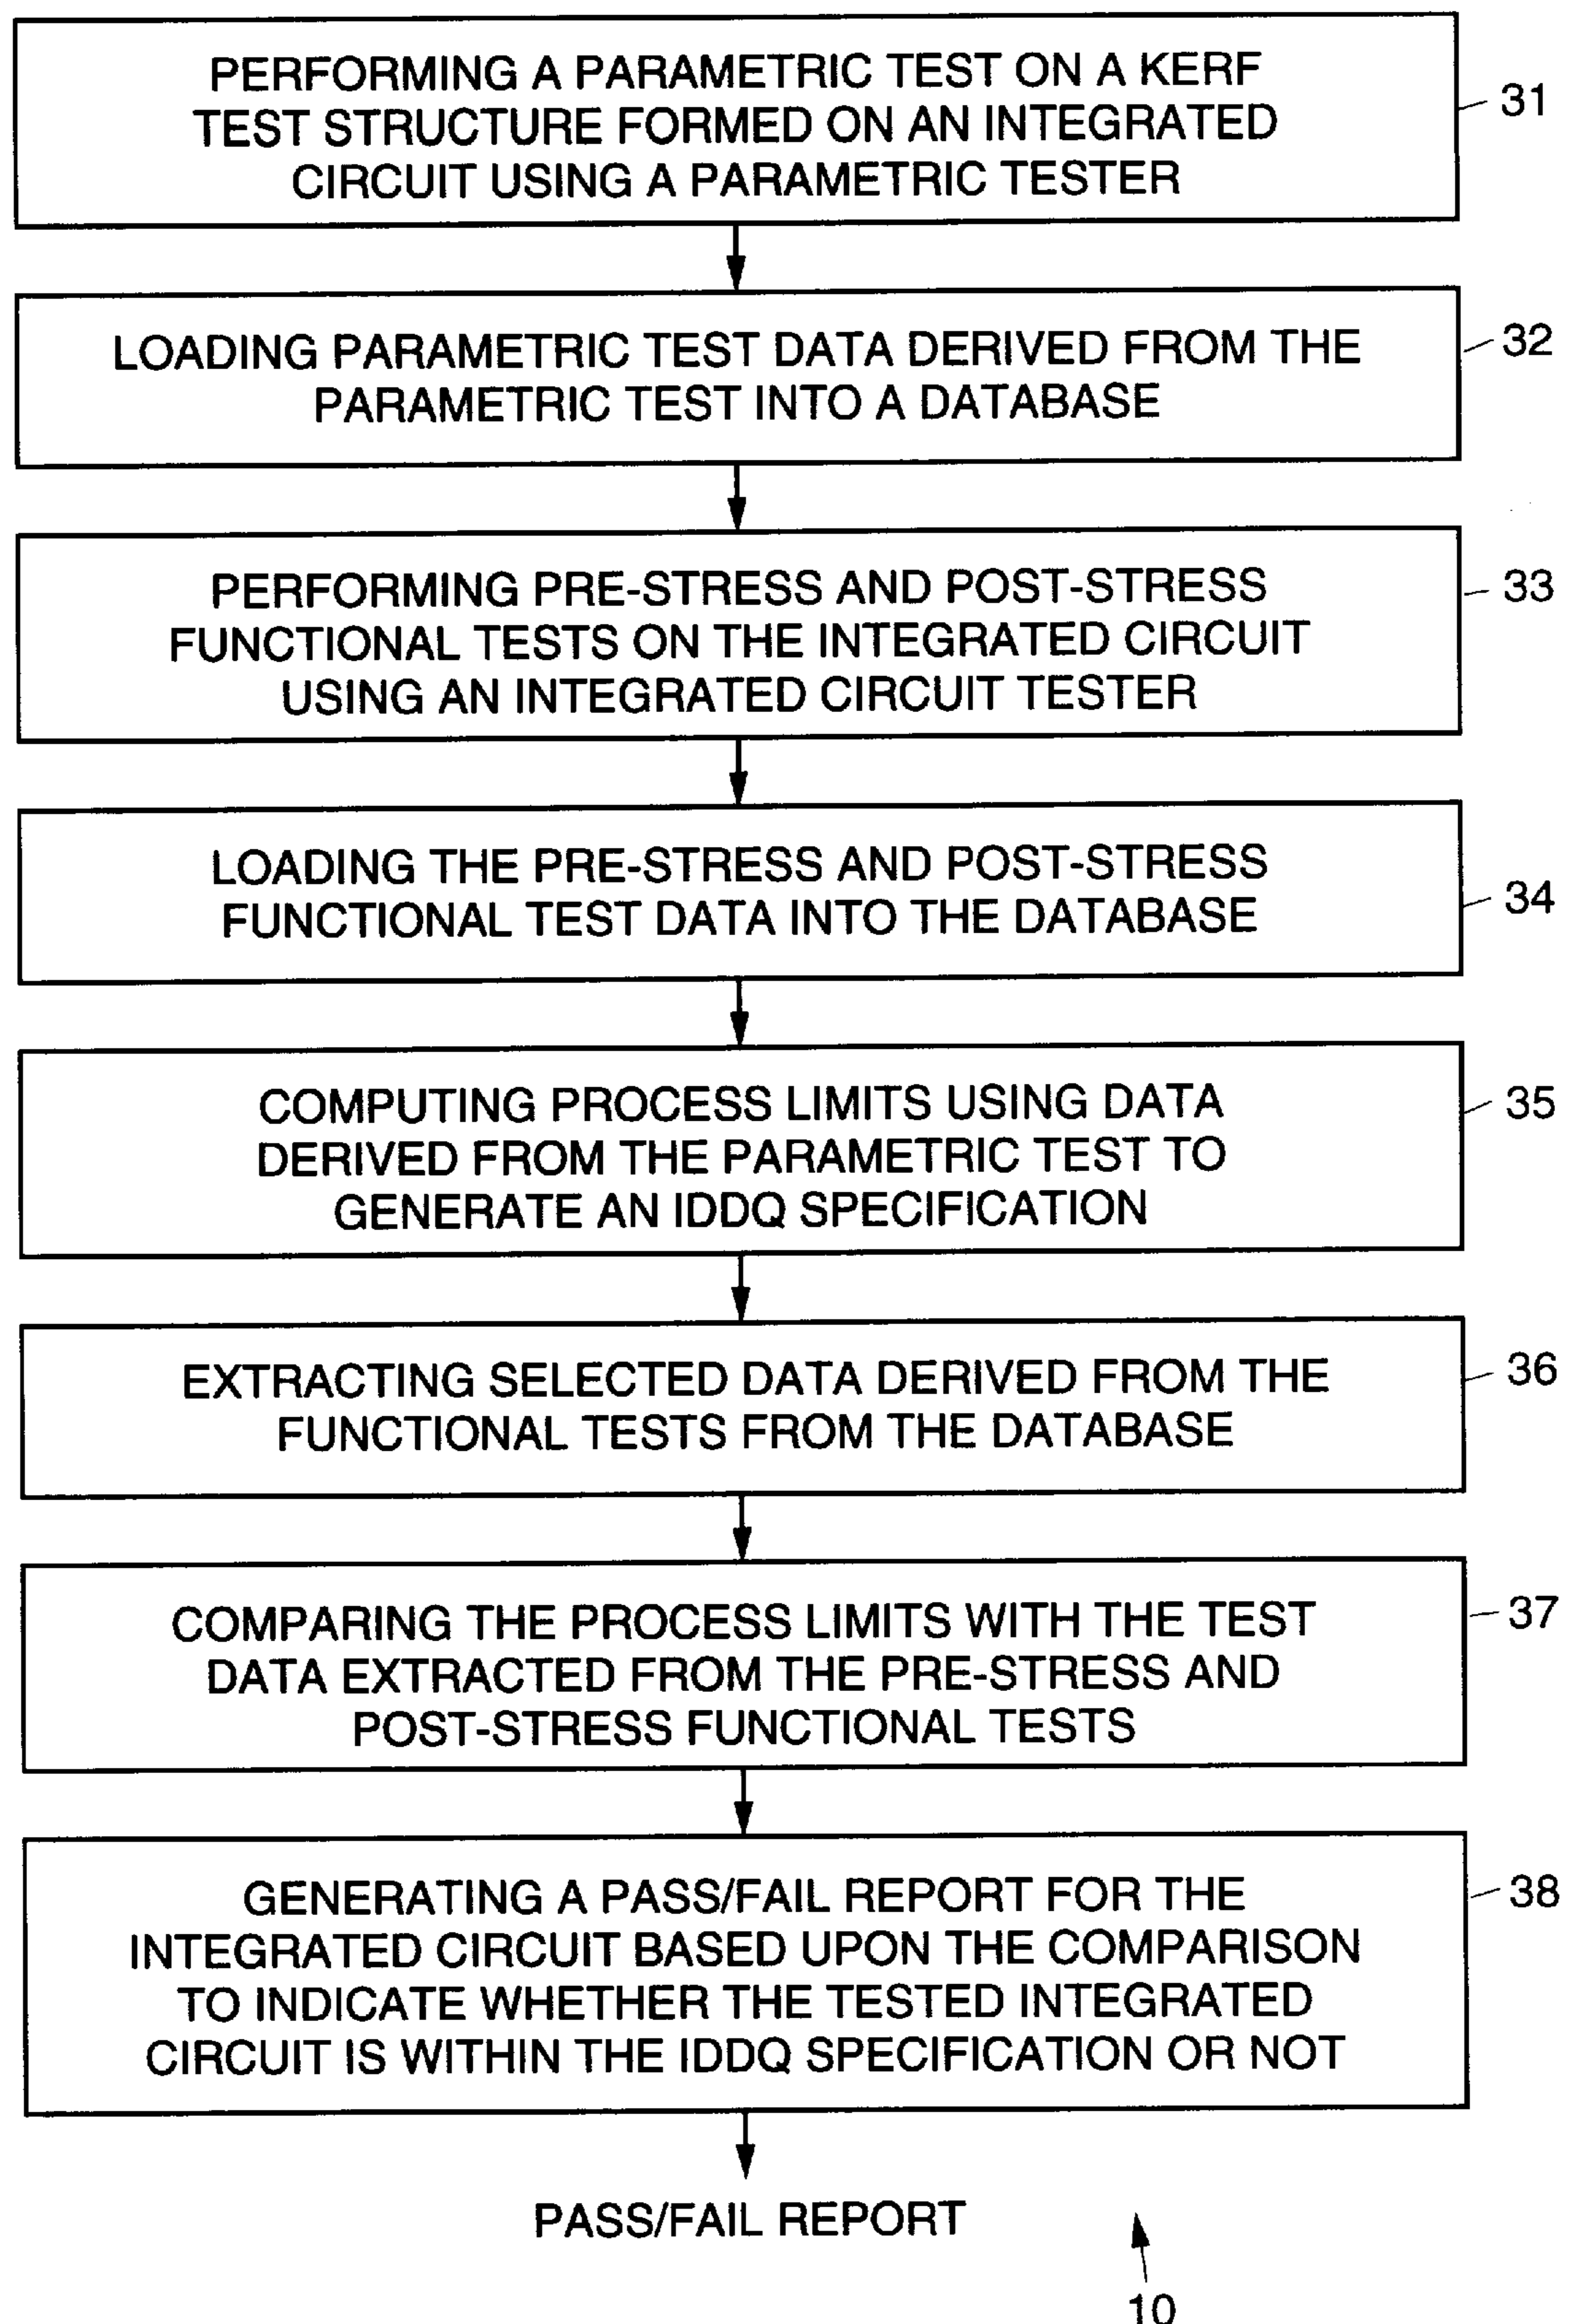 PERFORMING A PARAMETRIC TEST ON A KERF
TEST STRUCTURE FORMED ON AN INTEGRATED
CIRCUIT USING A PARAMETRIC TESTER
31
LOADING PARAMETRIC TEST DATA DERIVED FROM THE
PARAMETRIC TEST INTO A DATABASE
32
PERFORMING PRE-STRESS AND POST-STRESS
FUNCTIONAL TESTS ON THE INTEGRATED CIRCUIT
USING AN INTEGRATED CIRCUIT TESTER
33
LOADING THE PRE-STRESS AND POST-STRESS
FUNCTIONAL TEST DATA INTO THE DATABASE
34
COMPUTING PROCESS LIMITS USING DATA
DERIVED FROM THE PARAMETRIC TEST TO
GENERATE AN IDDQ SPECIFICATION
35
EXTRACTING SELECTED DATA DERIVED FROM THE
FUNCTIONAL TESTS FROM THE DATABASE
36
COMPARING THE PROCESS LIMITS WITH THE TEST
DATA EXTRACTED FROM THE PRE-STRESS AND
POST-STRESS FUNCTIONAL TESTS
37
GENERATING A PASS/FAIL REPORT FOR THE
INTEGRATED CIRCUIT BASED UPON THE COMPARISON
TO INDICATE WHETHER THE TESTED INTEGRATED
CIRCUIT IS WITHIN THE IDDQ SPECIFICATION OR NOT
38
PASS/FAIL REPORT
10